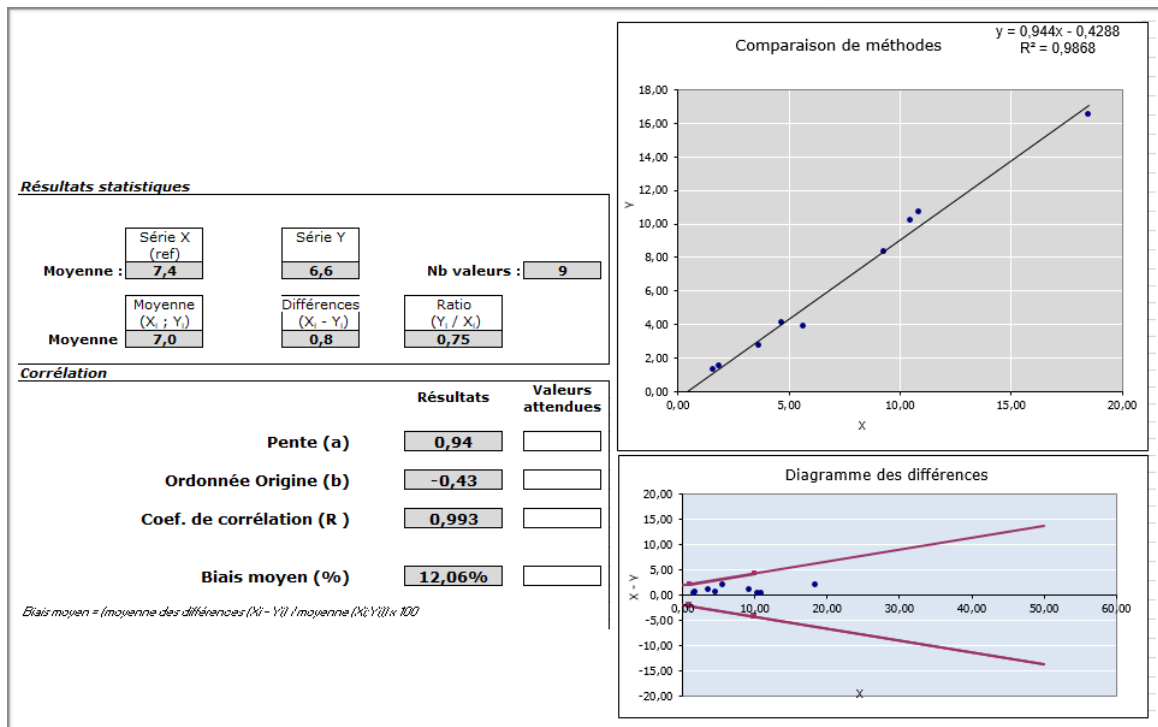 Résultats statistiques
Série X
(ref)
Série Y
Moyenne :
7,4
6,6
Nb valeurs :
9
Moyenne
(Xᵢ ; Yᵢ)
Différences
(Xᵢ - Yᵢ)
Ratio
(Yᵢ / Xᵢ)
Moyenne
7,0
0,8
0,75
Corrélation
Résultats
Valeurs
attendues
Pente (a)
0,94
Ordonnée Origine (b)
-0,43
Coef. de corrélation (R )
0,993
Biais moyen (%)
12,06%
Biais moyen = (moyenne des différences (Xi - Yi) / moyenne (Xi;Yi)) x 100
Comparaison de méthodes
y = 0,944x - 0,4288
R² = 0,9868
18,00
16,00
14,00
12,00
10,00
8,00
6,00
4,00
2,00
0,00
Y
0,00 5,00 10,00 15,00 20,00
X
Diagramme des différences
20,00
15,00
10,00
5,00
0,00
-5,00
-10,00
-15,00
-20,00
X - Y
0,00 10,00 20,00 30,00 40,00 50,00 60,00
X